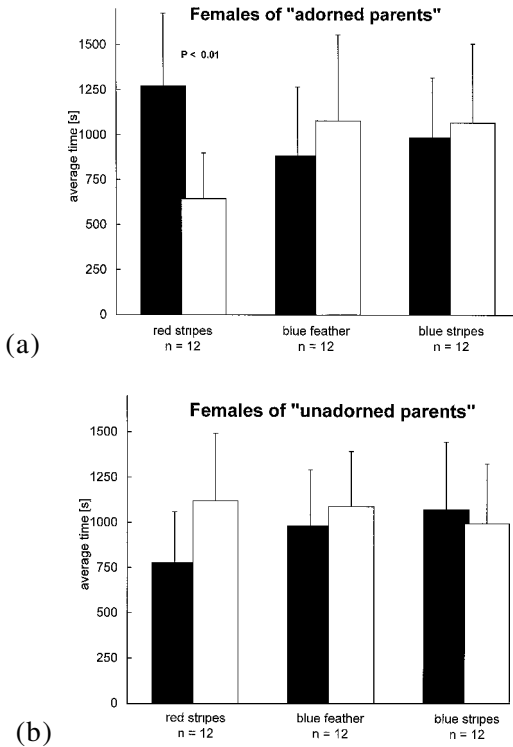 Females of "adorned parents"
P < 0.01
average time [s]
1500
1250
1000
750
500
250
0
red stripes
n = 12
blue feather
n = 12
blue stripes
n = 12
(a)
Females of "unadorned parents"
average time [s]
1500
1250
1000
750
500
250
0
red stripes
n = 12
blue feather
n = 12
blue stripes
n = 12
(b)